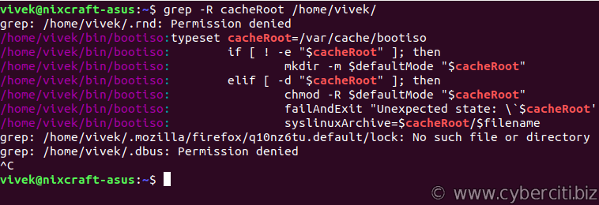 vivek@nixcraft-asus:~$ grep -R cacheRoot /home/vivek/
grep: /home/vivek/.rnd: Permission denied
/home/vivek/bin/bootiso:typeset cacheRoot=/var/cache/bootiso
/home/vivek/bin/bootiso:        if [ ! -e "$cacheRoot" ]; then
/home/vivek/bin/bootiso:                mkdir -m $defaultMode "$cacheRoot"
/home/vivek/bin/bootiso:        elif [ -d "$cacheRoot" ]; then
/home/vivek/bin/bootiso:                chmod -R $defaultMode "$cacheRoot"
/home/vivek/bin/bootiso:                failAndExit "Unexpected state: \`$cacheRoot'
/home/vivek/bin/bootiso:                syslinuxArchive=$cacheRoot/$filename
grep: /home/vivek/.mozilla/firefox/q10nz6tu.default/lock: No such file or directory
grep: /home/vivek/.dbus: Permission denied
^C
vivek@nixcraft-asus:~$
© www.cyberciti.biz